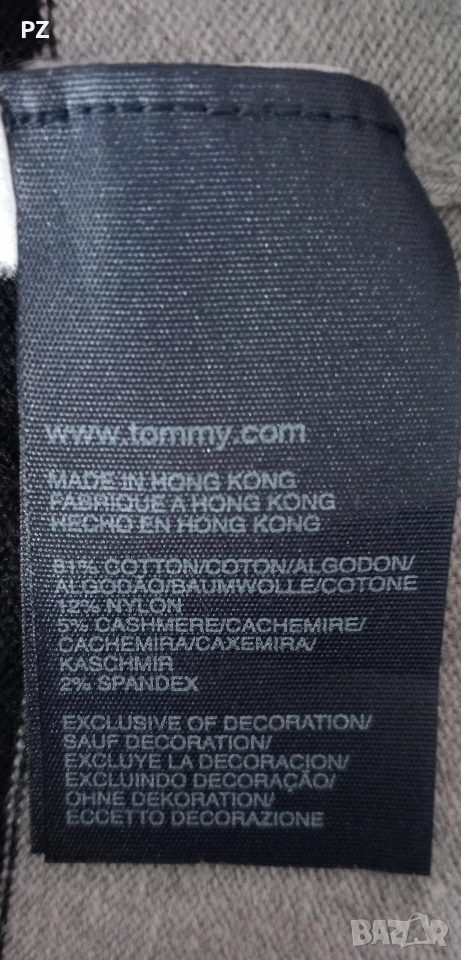 PZ
www.tommy.com
MADE IN HONG KONG
FABRIQUE A HONG KONG
HECHO EN HONG KONG
81% COTTON/COTON/ALGODON/
ALGODÃO/BAUMWOLLE/COTONE
12% NYLON
5% CASHMERE/CACHEMIRE/
CACHEMIRA/CAXEMIRA/
KASCHMIR
2% SPANDEX
EXCLUSIVE OF DECORATION/
SAUF DECORATION/
EXCLUYE LA DECORACION/
EXCLUINDO DECORAÇÃO/
OHNE DEKORATION/
ECCETTO DECORAZIONE
BAZAR